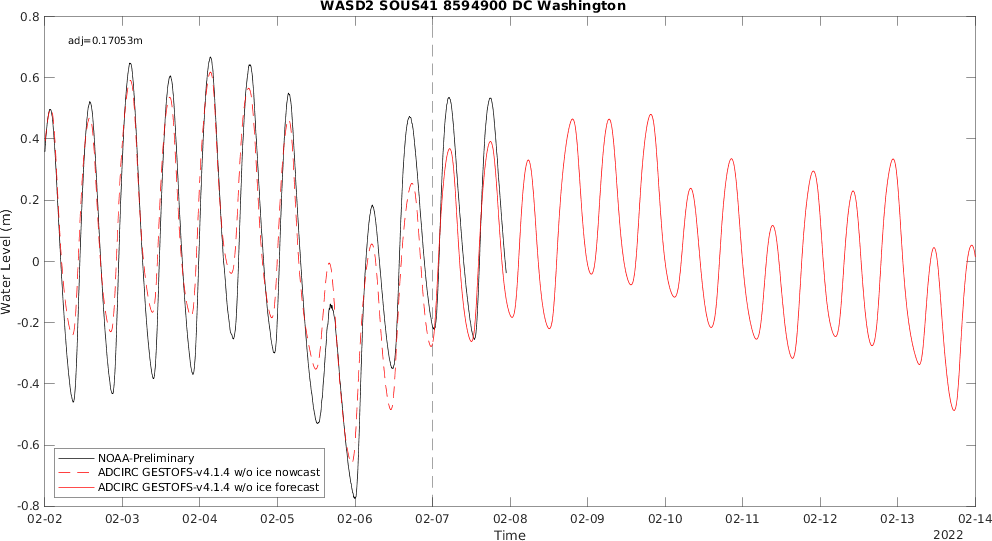 WASD2 SOUS41 8594900 DC Washington
adj=0.17053m
0.8
0.6
0.4
0.2
0
-0.2
-0.4
-0.6
-0.8
Water Level (m)
NOAA-Preliminary
ADCIRC GESTOFS-v4.1.4 w/o ice nowcast
ADCIRC GESTOFS-v4.1.4 w/o ice forecast
02-02 02-03 02-04 02-05 02-06 02-07 02-08 02-09 02-10 02-11 02-12 02-13 02-14
Time
2022